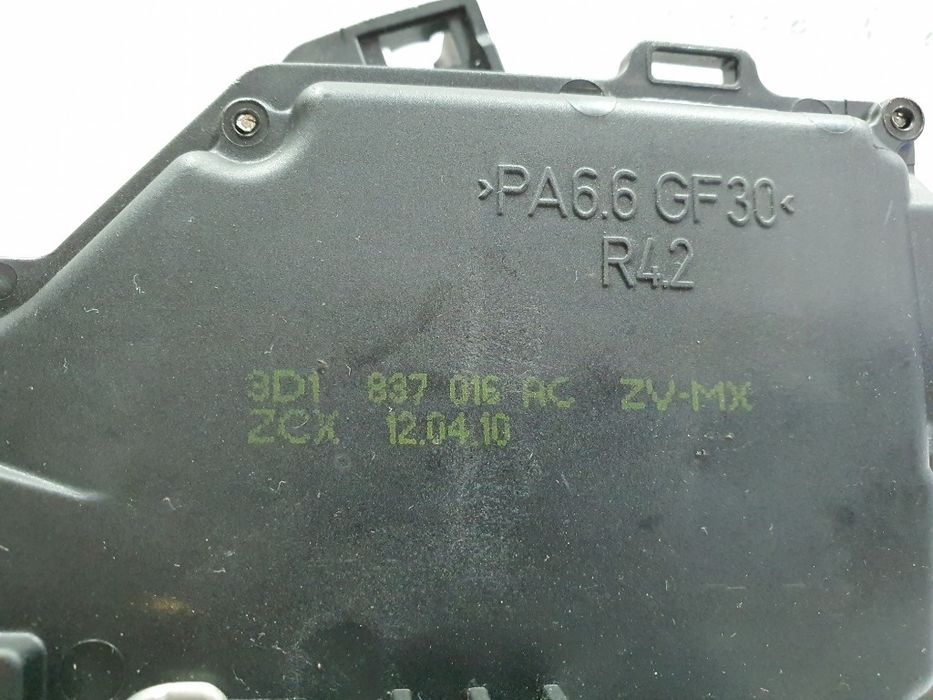 >PA6.6 GF30<
R4.2
3D1 837 016 AC ZV-MX
ZCX 12.04.10